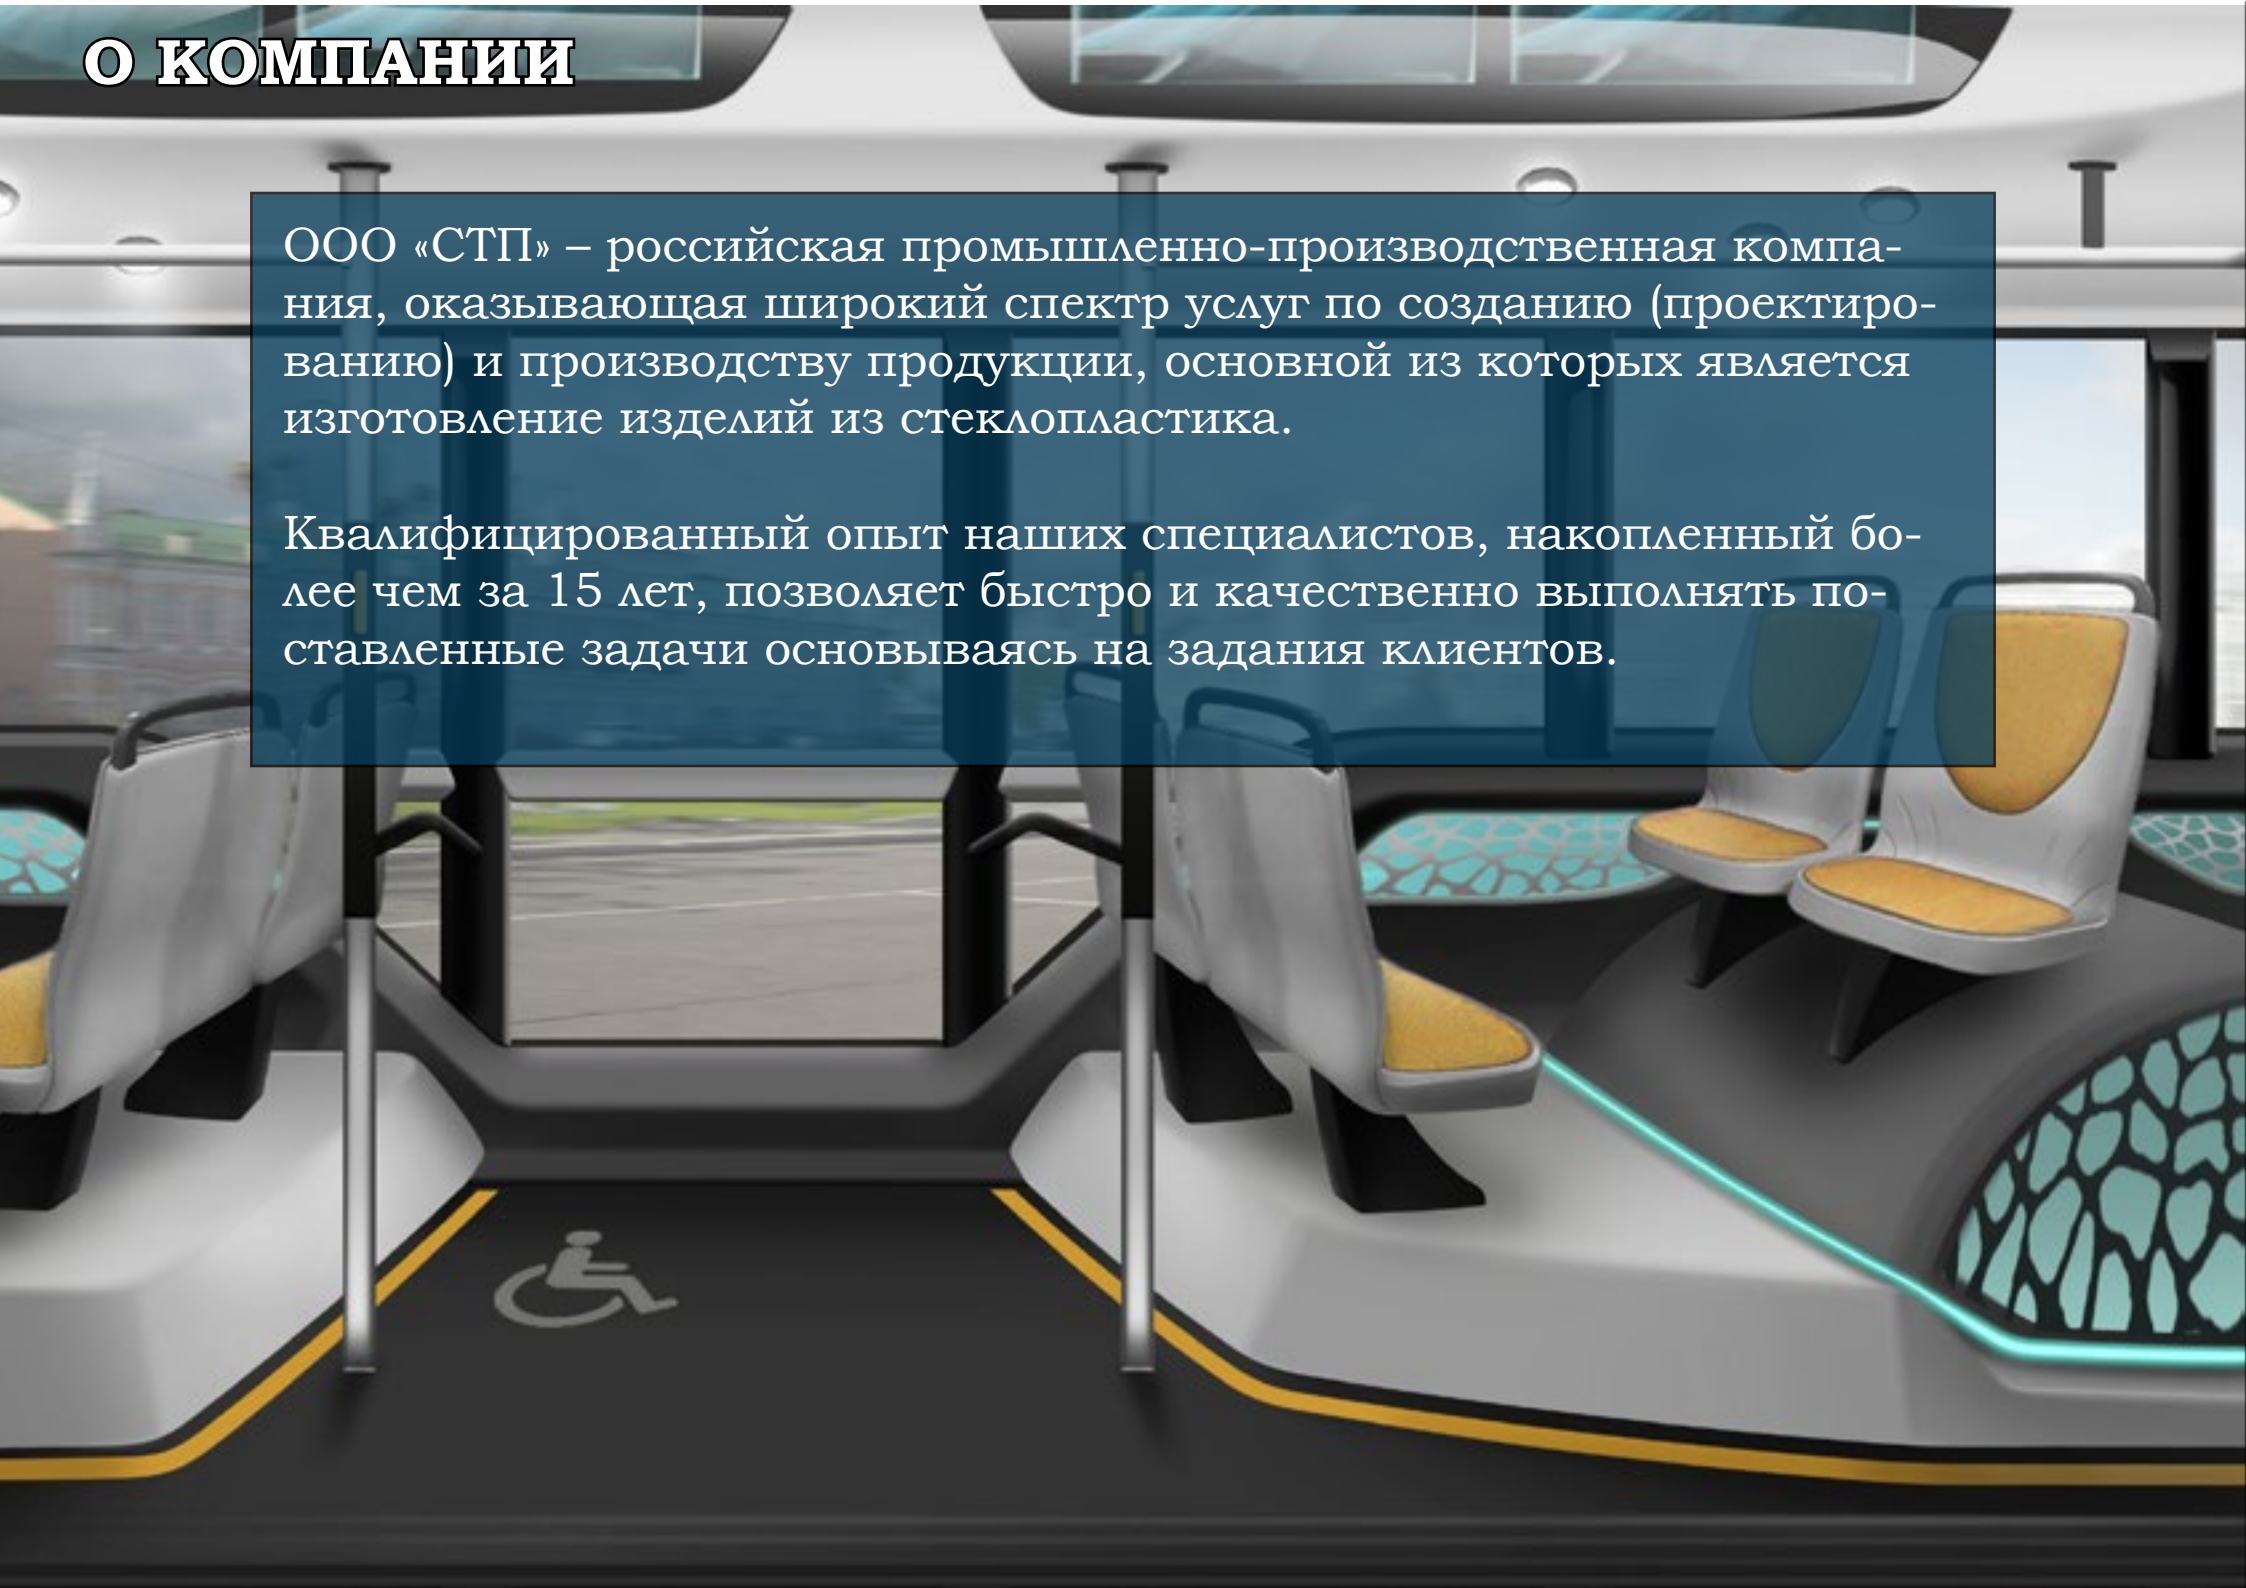 О КОМПАНИИ
ООО «СТП» – российская промышленно-производственная компа-
ния, оказывающая широкий спектр услуг по созданию (проектиро-
ванию) и производству продукции, основной из которых является
изготовление изделий из стеклопластика.
Квалифицированный опыт наших специалистов, накопленный бо-
лее чем за 15 лет, позволяет быстро и качественно выполнять по-
ставленные задачи основываясь на задания клиентов.